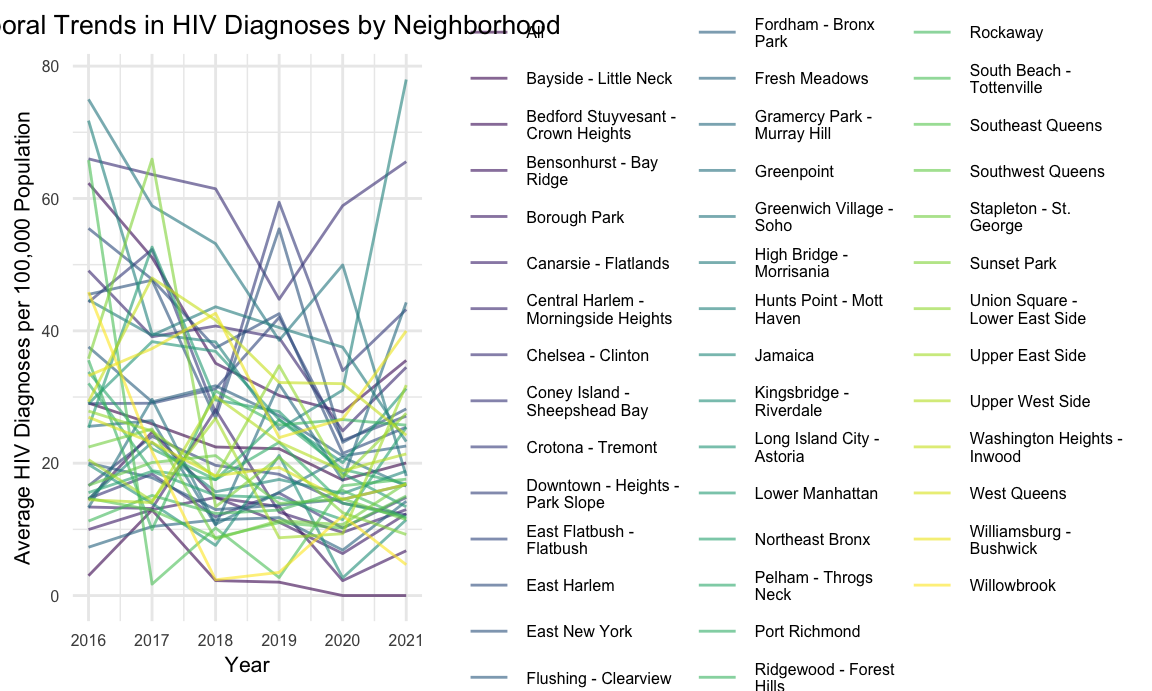 oral Trends in HIV Diagnoses by Neighborhood
Average HIV Diagnoses per 100,000 Population
80
60
40
20
0
2016 2017 2018 2019 2020 2021
Year
All
Bayside - Little Neck
Bedford Stuyvesant -
Crown Heights
Bensonhurst - Bay
Ridge
Borough Park
Canarsie - Flatlands
Central Harlem -
Morningside Heights
Chelsea - Clinton
Coney Island -
Sheepshead Bay
Crotona - Tremont
Downtown - Heights -
Park Slope
East Flatbush -
Flatbush
East Harlem
East New York
Flushing - Clearview
Fordham - Bronx
Park
Fresh Meadows
Gramercy Park -
Murray Hill
Greenpoint
Greenwich Village -
Soho
High Bridge -
Morrisania
Hunts Point - Mott
Haven
Jamaica
Kingsbridge -
Riverdale
Long Island City -
Astoria
Lower Manhattan
Northeast Bronx
Pelham - Throgs
Neck
Port Richmond
Ridgewood - Forest
Hills
Rockaway
South Beach -
Tottenville
Southeast Queens
Southwest Queens
Stapleton - St.
George
Sunset Park
Union Square -
Lower East Side
Upper East Side
Upper West Side
Washington Heights -
Inwood
West Queens
Williamsburg -
Bushwick
Willowbrook